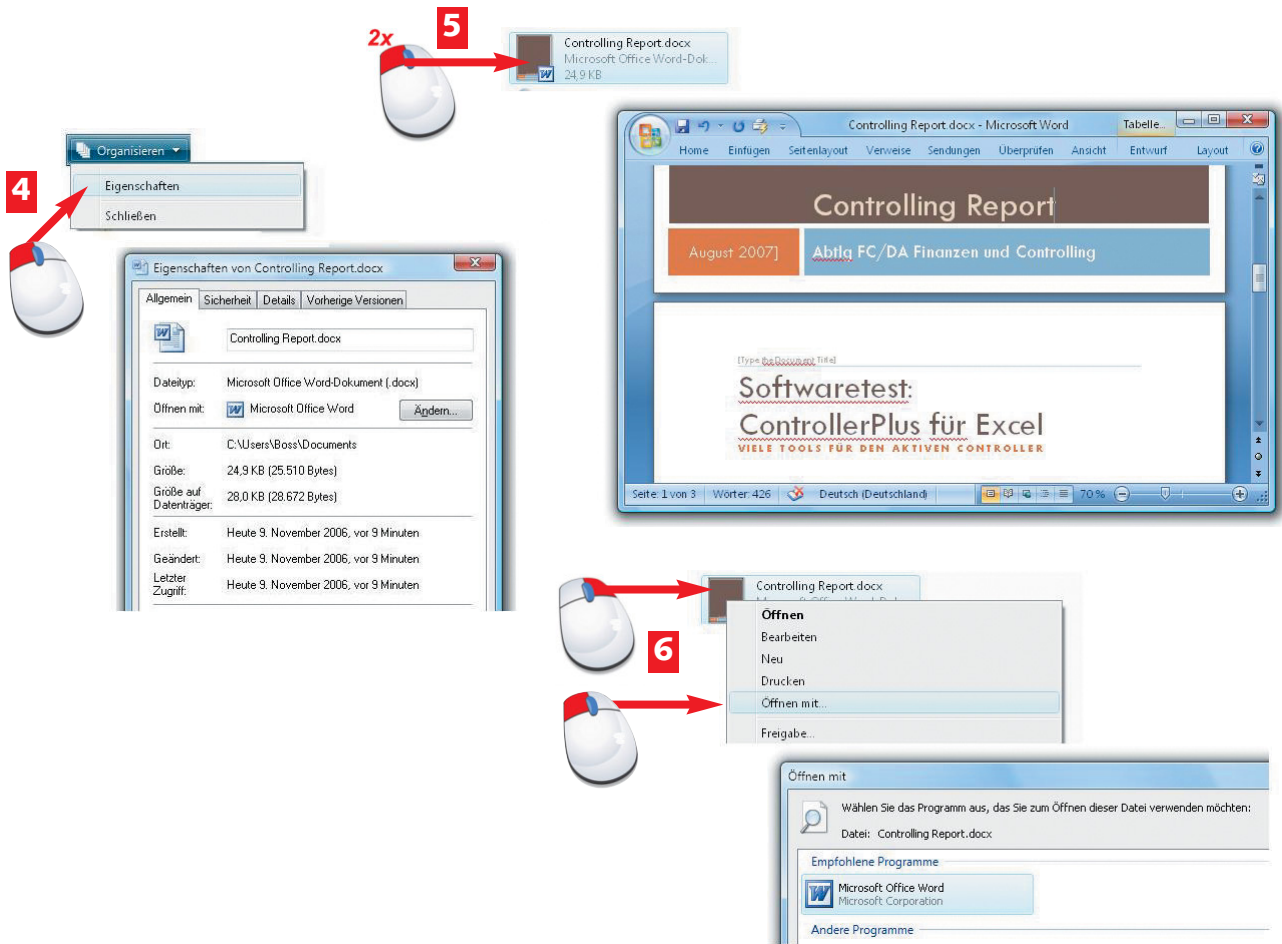 2x
5
Controlling Report.docx
Microsoft Office Word-Dok...
24,9 KB
Organisieren
4
Eigenschaften
Schließen
Eigenschaften von Controlling Report.docx
Allgemein Sicherheit Details Vorherige Versionen
Controlling Report.docx
Dateityp: Microsoft Office Word-Dokument (.docx)
Öffnen mit: Microsoft Office Word Ändern...
Ort: C:\Users\Boss\Documents
Größe: 24,9 KB (25.510 Bytes)
Größe auf Datenträger: 28,0 KB (28.672 Bytes)
Erstellt: Heute 9. November 2006, vor 9 Minuten
Geändert: Heute 9. November 2006, vor 9 Minuten
Letzter Zugriff: Heute 9. November 2006, vor 9 Minuten
Controlling Report.docx - Microsoft Word Tabelle...
Home Einfügen Seitenlayout Verweise Sendungen Überprüfen Ansicht Entwurf Layout
Controlling Report
August 2007] Abtlg FC/DA Finanzen und Controlling
[Type the Document Title]
Softwaretest:
ControllerPlus für Excel
VIELE TOOLS FÜR DEN AKTIVEN CONTROLLER
Seite: 1 von 3 Wörter: 426 Deutsch (Deutschland) 70 %
6
Controlling Report.docx
Öffnen
Bearbeiten
Neu
Drucken
Öffnen mit...
Freigabe...
Öffnen mit
Wählen Sie das Programm aus, das Sie zum Öffnen dieser Datei verwenden möchten:
Datei: Controlling Report.docx
Empfohlene Programme
Microsoft Office Word
Microsoft Corporation
Andere Programme